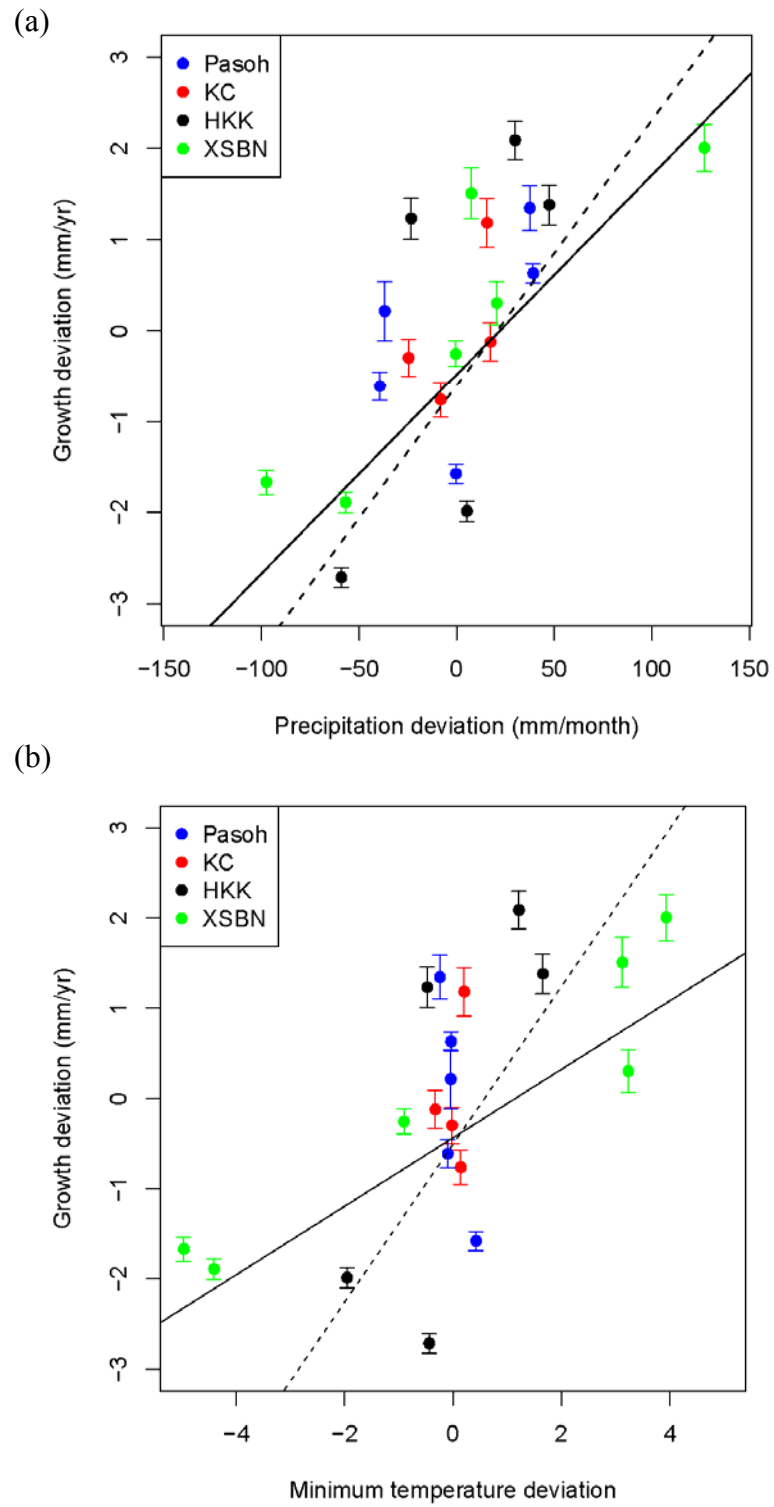 (a)
Pasoh
KC
HKK
XSBN
3
2
1
0
−1
−2
−3
Growth deviation (mm/yr)
−150 −100 −50 0 50 100 150
Precipitation deviation (mm/month)
(b)
Pasoh
KC
HKK
XSBN
3
2
1
0
−1
−2
−3
Growth deviation (mm/yr)
−4 −2 0 2 4
Minimum temperature deviation